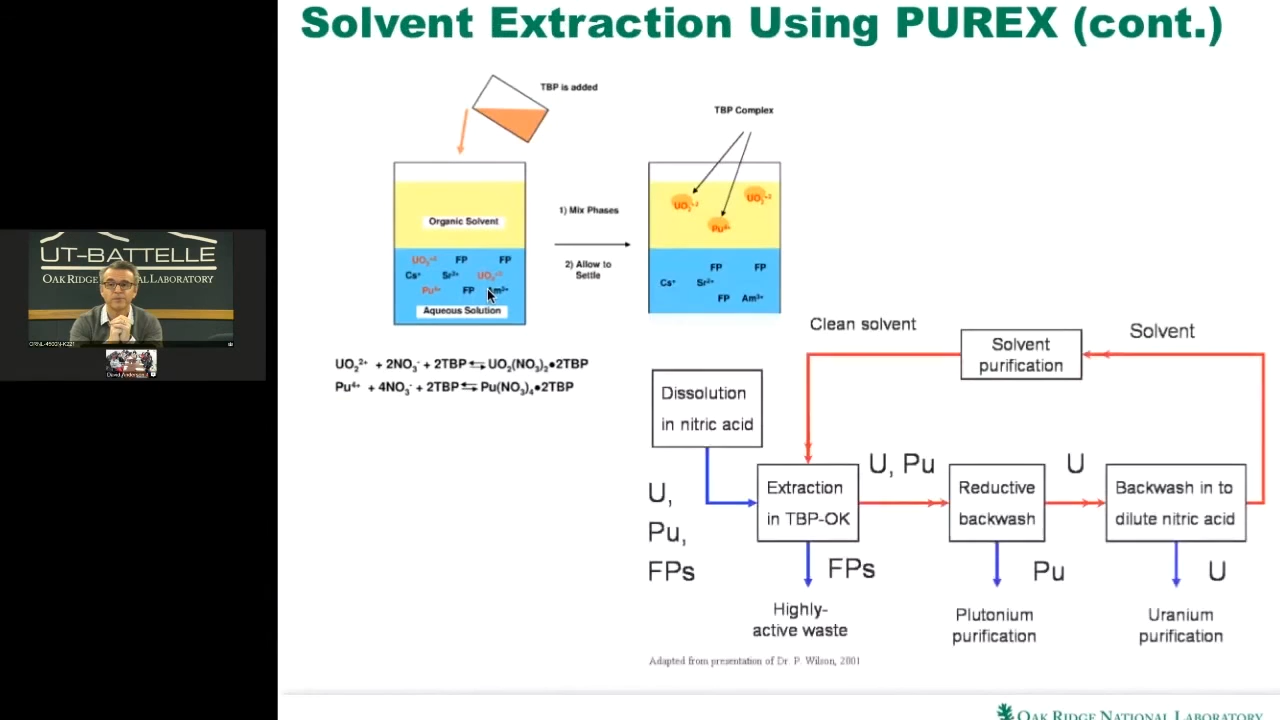 Solvent Extraction Using PUREX (cont.)
TBP is added
TBP Complex
Organic Solvent
UO₂⁺² FP FP
Cs⁺ Sr²⁺ UO₂⁺²
Pu⁴⁺ FP Am³⁺
Aqueous Solution
1) Mix Phases
2) Allow to
Settle
UO₂⁺² UO₂⁺²
Pu⁴⁺
FP FP
Cs⁺ Sr²⁺
FP Am³⁺
UO₂²⁺ + 2NO₃⁻ + 2TBP ⇆ UO₂(NO₃)₂•2TBP
Pu⁴⁺ + 4NO₃⁻ + 2TBP ⇆ Pu(NO₃)₄•2TBP
UT-BATTELLE
OAK RIDGE NATIONAL LABORATORY
David Anderson
Clean solvent
Solvent
purification
Solvent
Dissolution
in nitric acid
U,
Pu,
FPs
Extraction
in TBP-OK
U, Pu
Reductive
backwash
U
Backwash in to
dilute nitric acid
FPs
Pu
U
Highly-
active waste
Plutonium
purification
Uranium
purification
Adapted from presentation of Dr. P. Wilson, 2001
OAK RIDGE NATIONAL LABORATORY